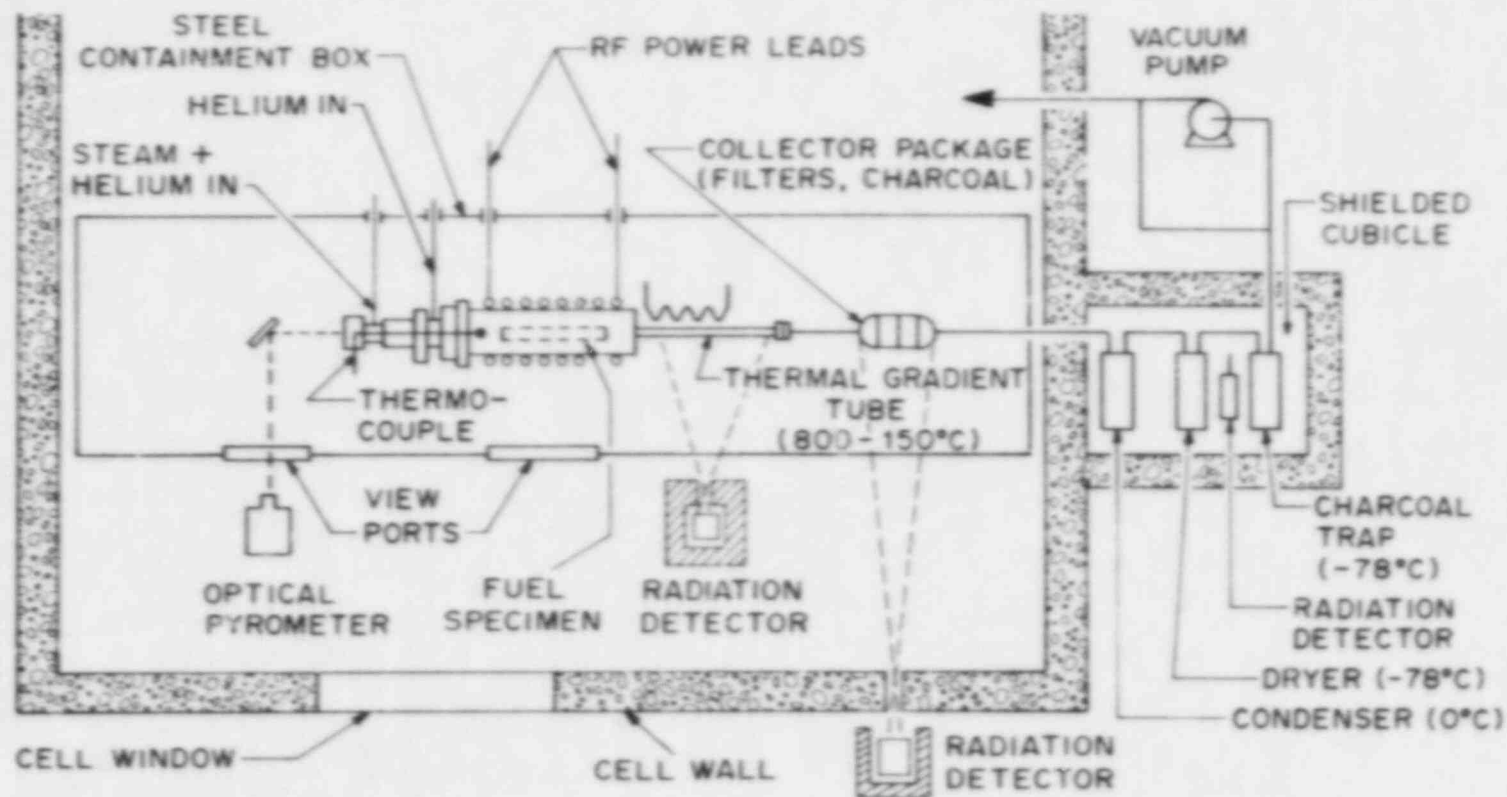 STEEL
CONTAINMENT BOX
RF POWER LEADS
VACUUM
PUMP
HELIUM IN
STEAM +
HELIUM IN
COLLECTOR PACKAGE
(FILTERS, CHARCOAL)
SHIELDED
CUBICLE
THERMO-
COUPLE
THERMAL GRADIENT
TUBE
(800-150°C)
VIEW
PORTS
OPTICAL
PYROMETER
FUEL
SPECIMEN
RADIATION
DETECTOR
CHARCOAL
TRAP
(-78°C)
RADIATION
DETECTOR
DRYER (-78°C)
CONDENSER (0°C)
CELL WINDOW
CELL WALL
RADIATION
DETECTOR